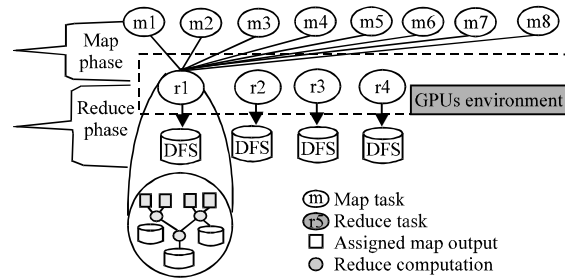 m1 m2 m3 m4 m5 m6 m7 m8
Map
phase
r1 r2 r3 r4
GPUs environment
Reduce
phase
DFS DFS DFS DFS
m Map task
r5 Reduce task
Assigned map output
Reduce computation